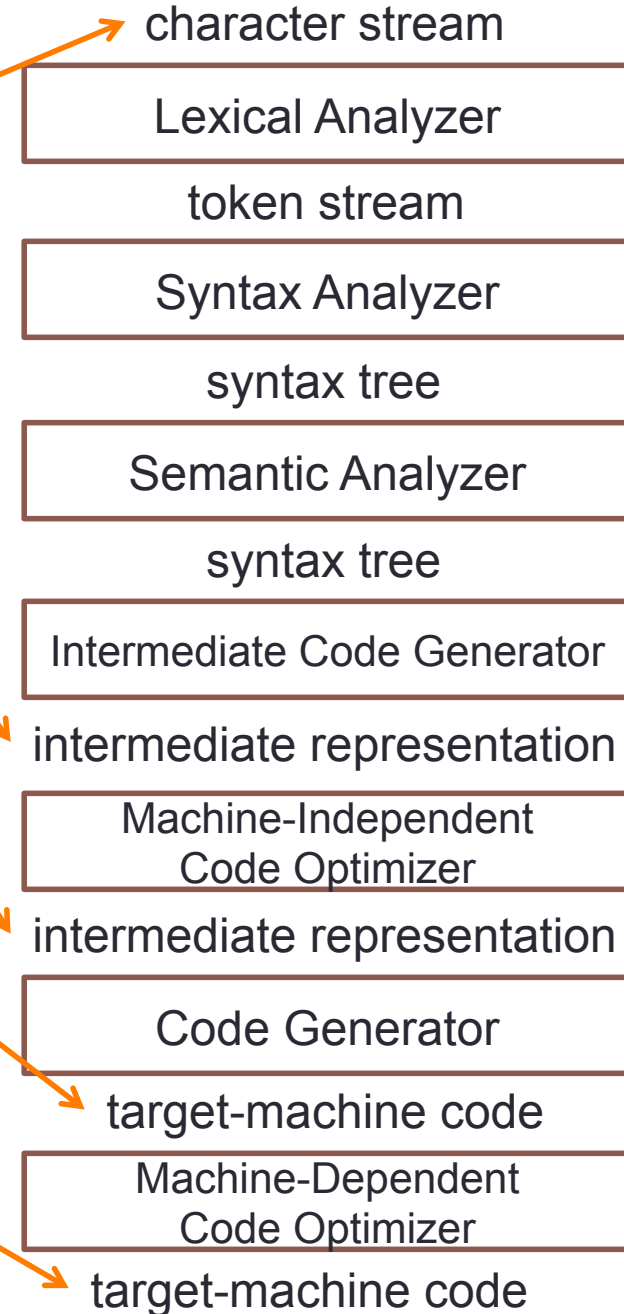 character stream
Lexical Analyzer
token stream
Syntax Analyzer
syntax tree
Semantic Analyzer
syntax tree
Intermediate Code Generator
intermediate representation
Machine-Independent
Code Optimizer
intermediate representation
Code Generator
target-machine code
Machine-Dependent
Code Optimizer
target-machine code